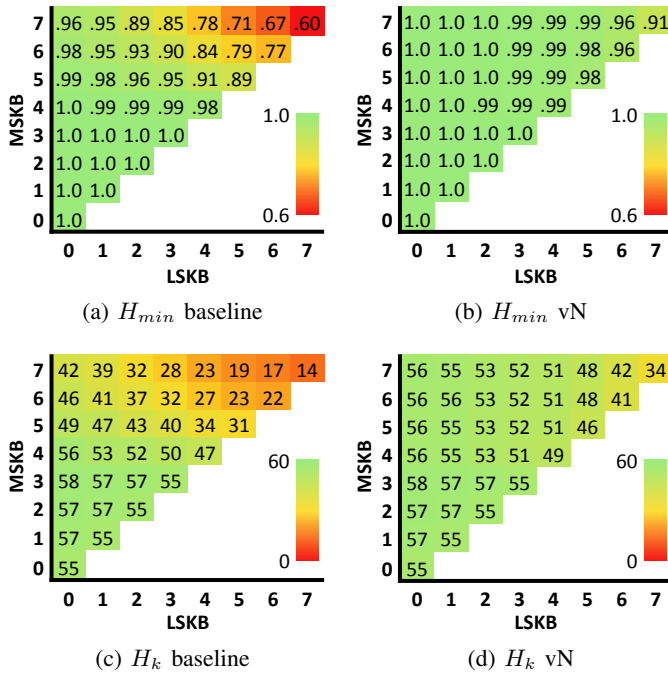 7 .96 .95 .89 .85 .78 .71 .67 .60
6 .98 .95 .93 .90 .84 .79 .77
5 .99 .98 .96 .95 .91 .89
4 1.0 .99 .99 .98 .98
3 1.0 1.0 1.0 1.0
2 1.0 1.0 1.0
1 1.0 1.0
0 1.0
0 1 2 3 4 5 6 7
MSKB
LSKB
1.0
0.6
(a) H_min baseline
7 1.0 1.0 1.0 .99 .99 .99 .96 .91
6 1.0 1.0 1.0 .99 .99 .98 .96
5 1.0 1.0 1.0 .99 .99 .98
4 1.0 1.0 .99 .99 .99
3 1.0 1.0 1.0 1.0
2 1.0 1.0 1.0
1 1.0 1.0
0 1.0
0 1 2 3 4 5 6 7
MSKB
LSKB
1.0
0.6
(b) H_min vN
7 42 39 32 28 23 19 17 14
6 46 41 37 32 27 23 22
5 49 47 43 40 34 31
4 56 53 52 50 47
3 58 57 57 55
2 57 57 55
1 57 55
0 55
0 1 2 3 4 5 6 7
MSKB
LSKB
60
0
(c) H_k baseline
7 56 55 53 52 51 48 42 34
6 56 56 53 52 51 48 41
5 56 55 53 52 51 46
4 56 55 53 51 49
3 58 57 57 55
2 57 57 55
1 57 55
0 55
0 1 2 3 4 5 6 7
MSKB
LSKB
60
0
(d) H_k vN